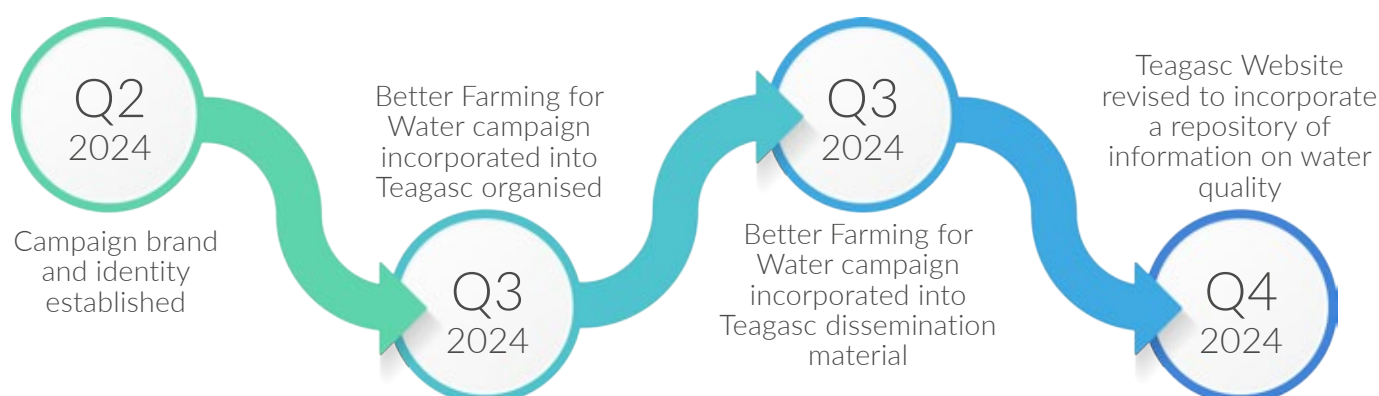 Q2
2024
Campaign brand
and identity
established
Better Farming for
Water campaign
incorporated into
Teagasc organised
Q3
2024
Q3
2024
Better Farming for
Water campaign
incorporated into
Teagasc dissemination
material
Teagasc Website
revised to incorporate
a repository of
information on water
quality
Q4
2024